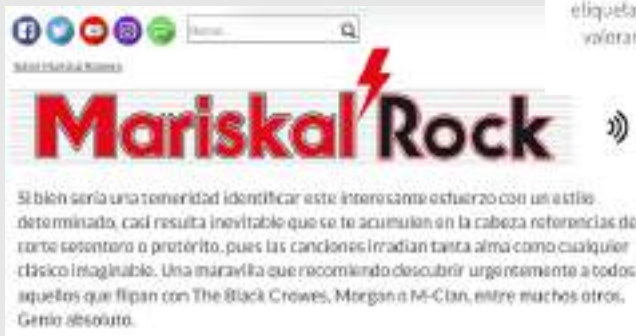 etiqueta
valorar
Buscar...
Mariskal Rock
Si bien sería una temeridad identificar este interesante esfuerzo con un estilo
determinado, casi resulta inevitable que se te acumulen en la cabeza referencias de
corte setentero o pretérito, pues las canciones irradian tanta alma como cualquier
clásico imaginable. Una maravilla que recomiendo descubrir urgentemente a todos
aquellos que flipan con The Black Crowes, Morgan o M-Clan, entre muchos otros.
Genio absoluto.